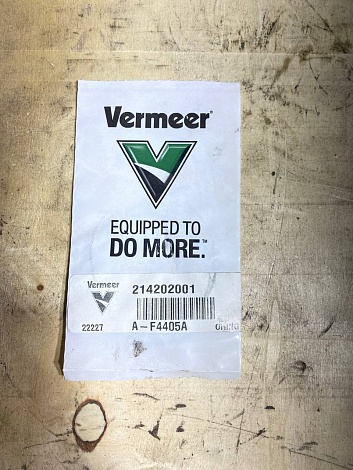 Vermeer®
EQUIPPED TO
DO MORE.™
Vermeer
214202001
22227
A-F4405A